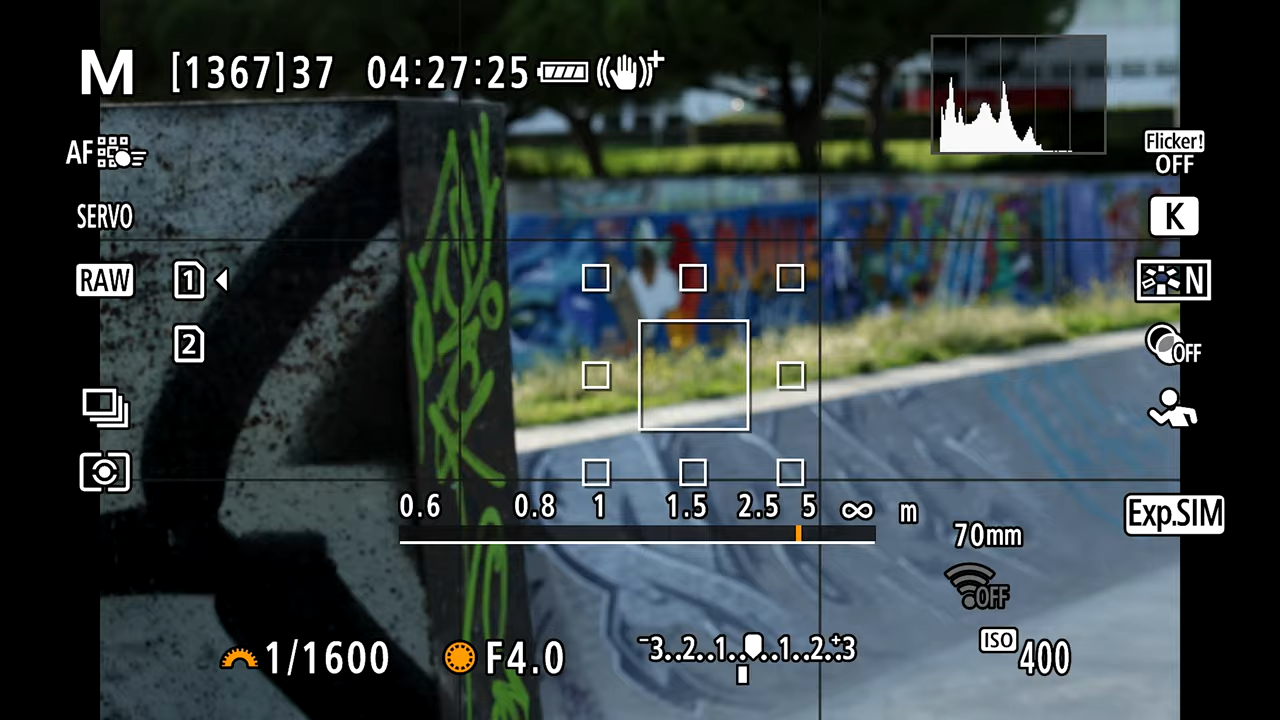 M [1367]37 04:27:25
Flicker!
OFF
AF
SERVO
K
RAW 1
N
2
OFF
0.6 0.8 1 1.5 2.5 5 ∞ m
Exp.SIM
70mm
OFF
1/1600 F4.0 -3..2..1..0..1..2.+3 ISO 400